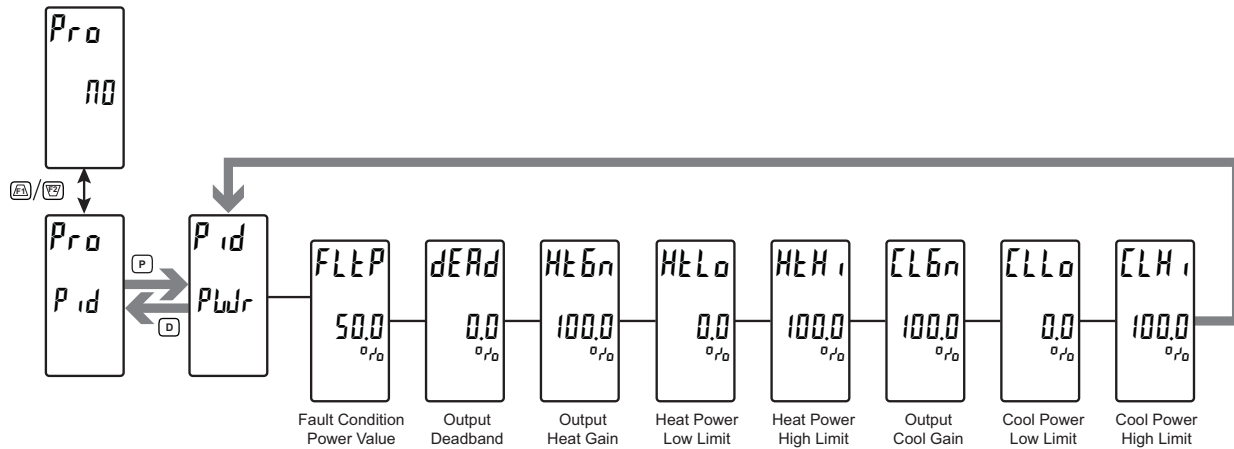 Pro
NO
F1/F2
Pro
Pid
P
D
Pid
PWr
FLtP
50.0
%
Fault Condition
Power Value
dEAd
0.0
%
Output
Deadband
HtGn
100.0
%
Output
Heat Gain
HtLo
0.0
%
Heat Power
Low Limit
HtHi
100.0
%
Heat Power
High Limit
CLGn
100.0
%
Output
Cool Gain
CLLo
0.0
%
Cool Power
Low Limit
CLHi
100.0
%
Cool Power
High Limit